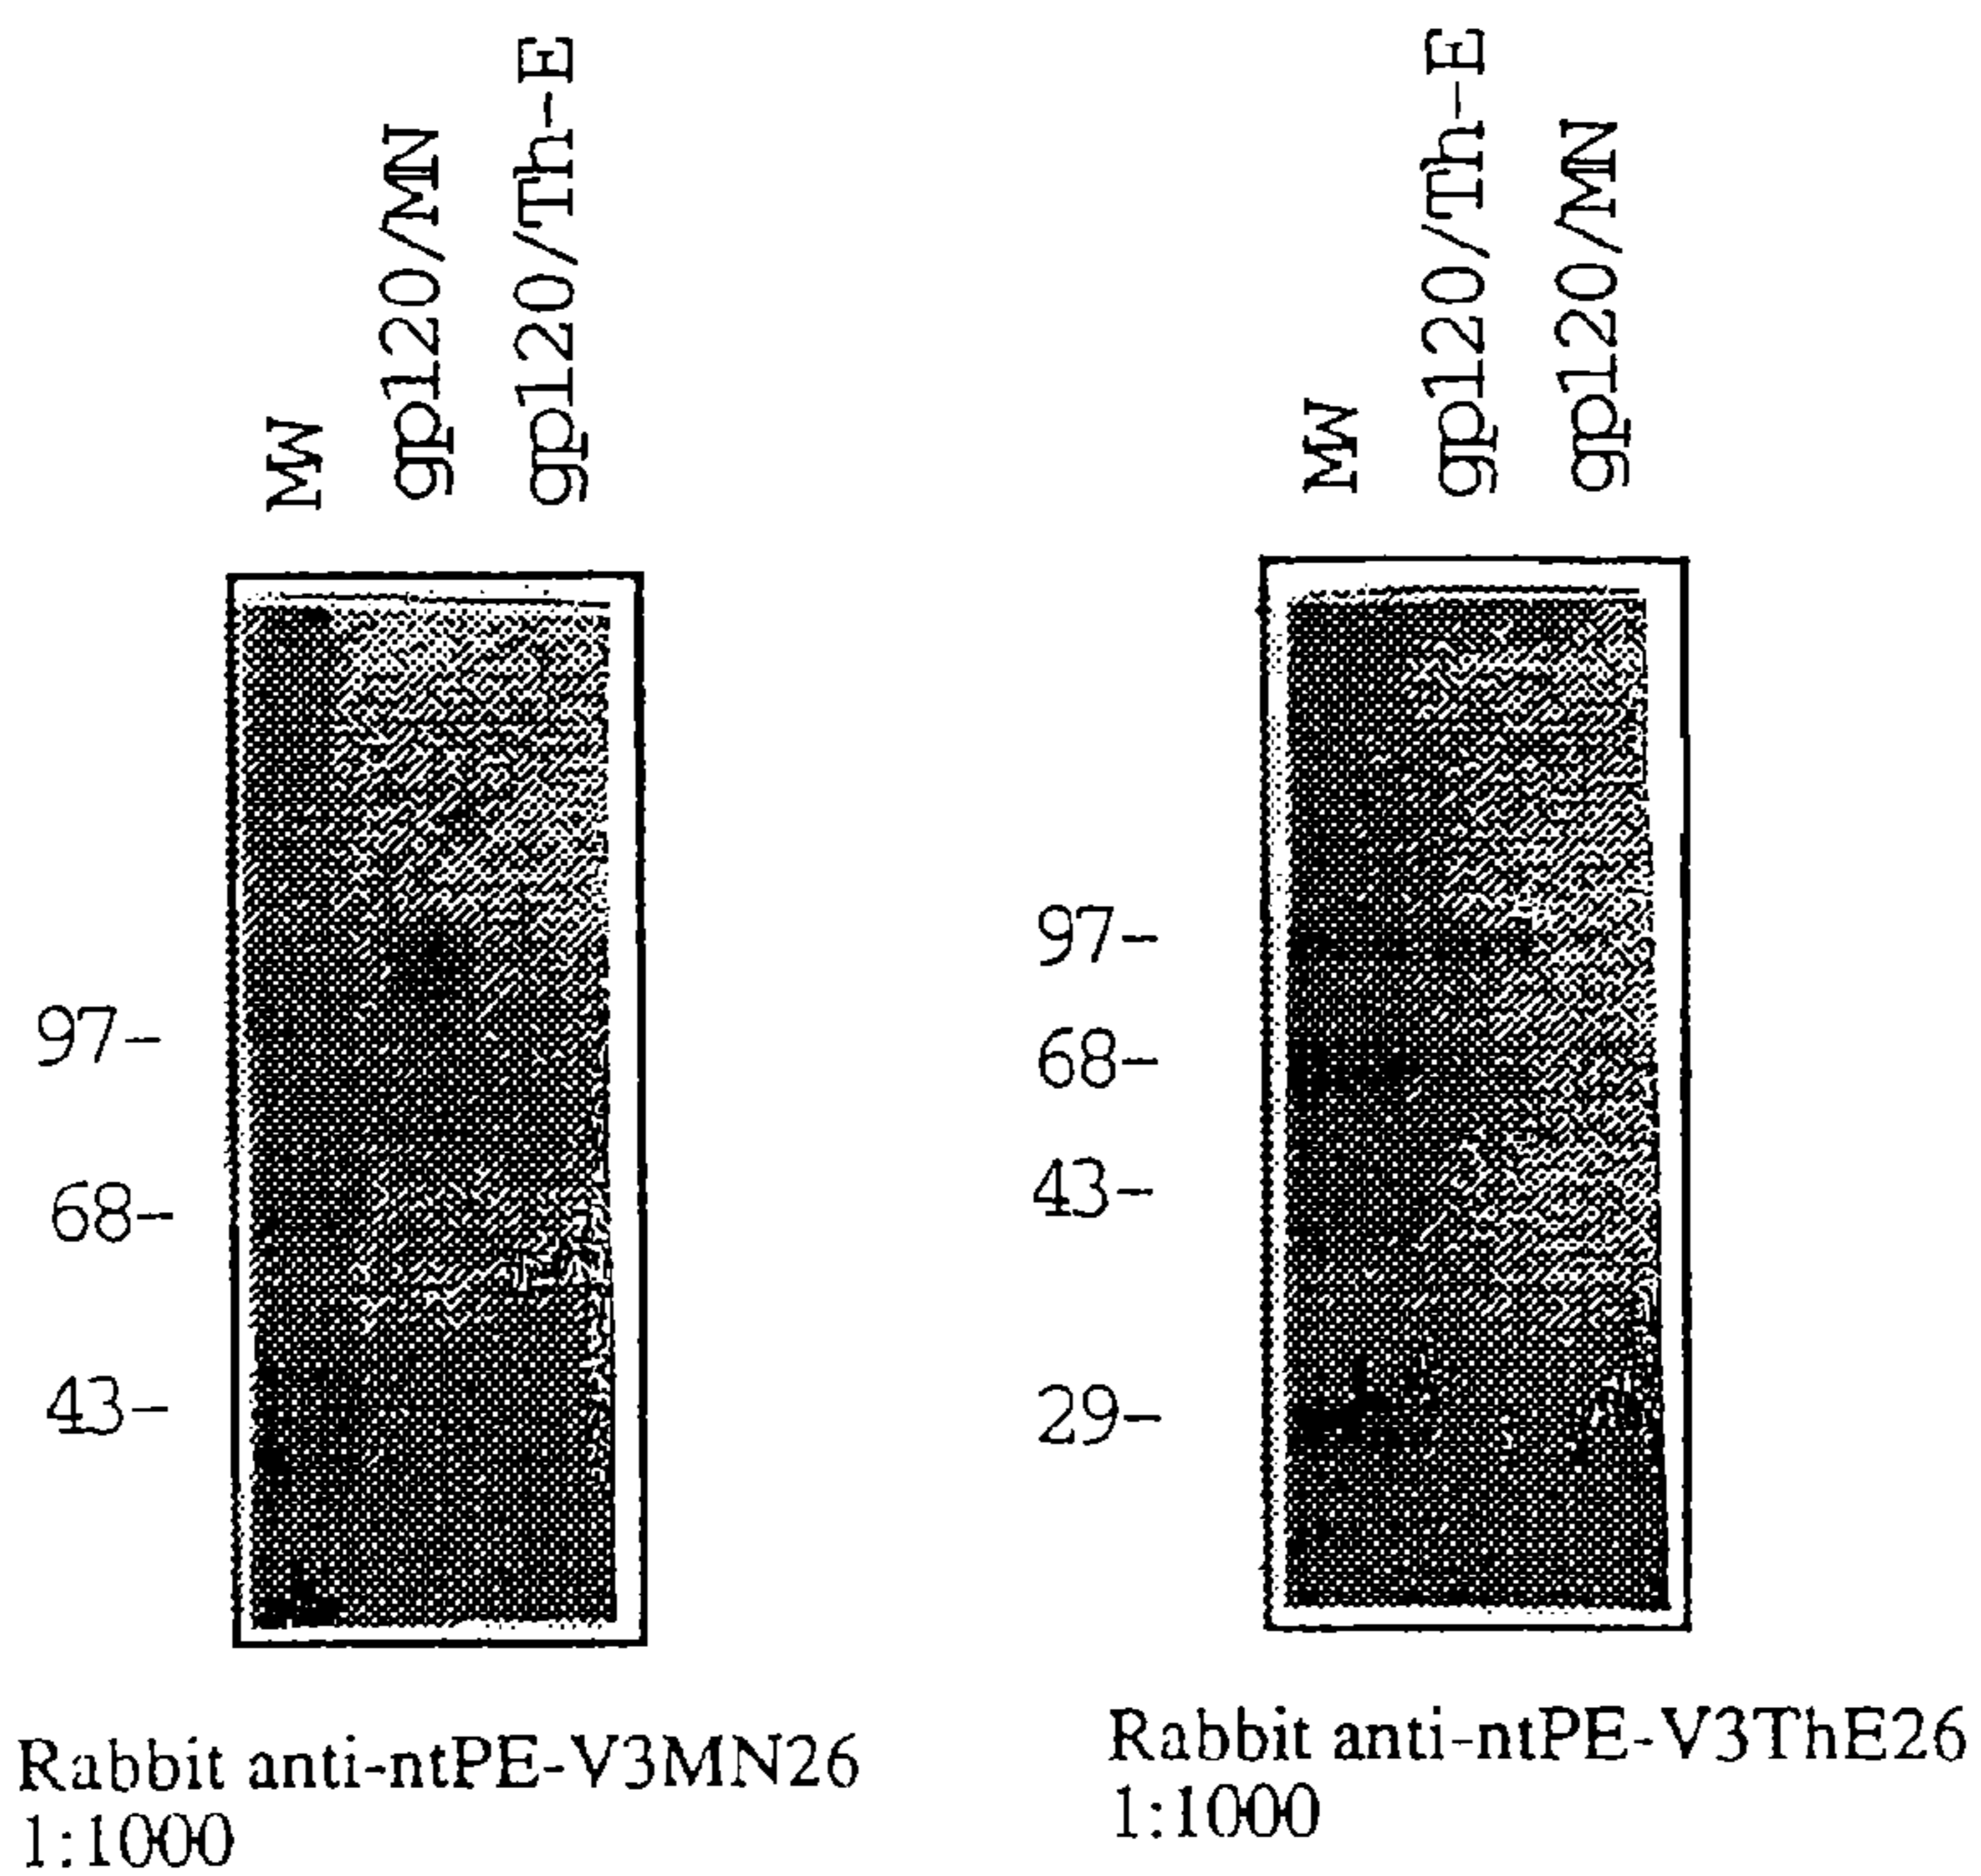 MW
gp120/MN
gp120/Th-E
97-
68-
43-
Rabbit anti-ntPE-V3MN26
1:1000
MW
gp120/Th-E
gp120/MN
97-
68-
43-
29-
Rabbit anti-ntPE-V3ThE26
1:1000